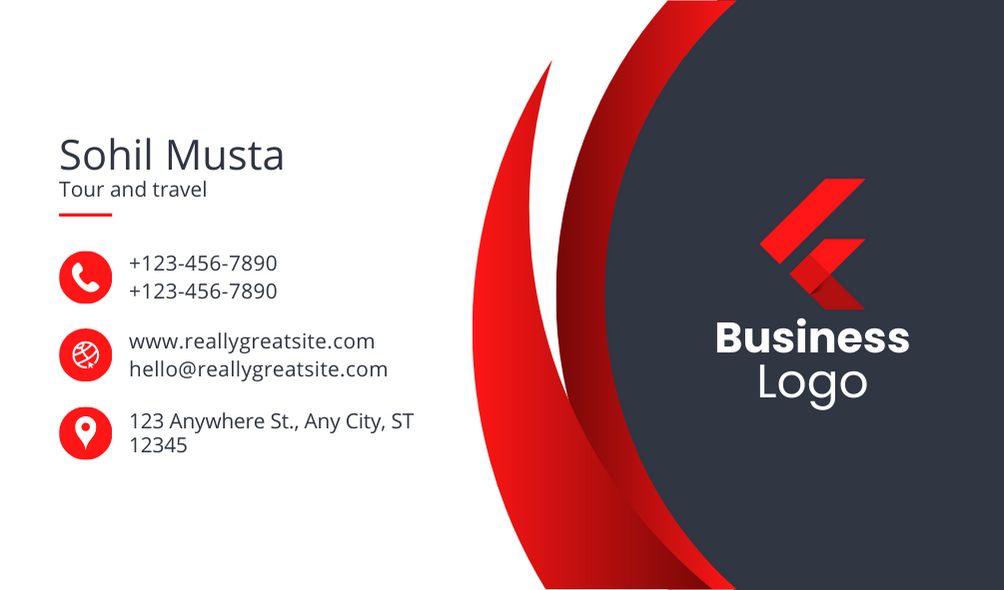 Sohil Musta
Tour and travel
+123-456-7890
+123-456-7890
www.reallygreatsite.com
hello@reallygreatsite.com
123 Anywhere St., Any City, ST
12345
Business
Logo